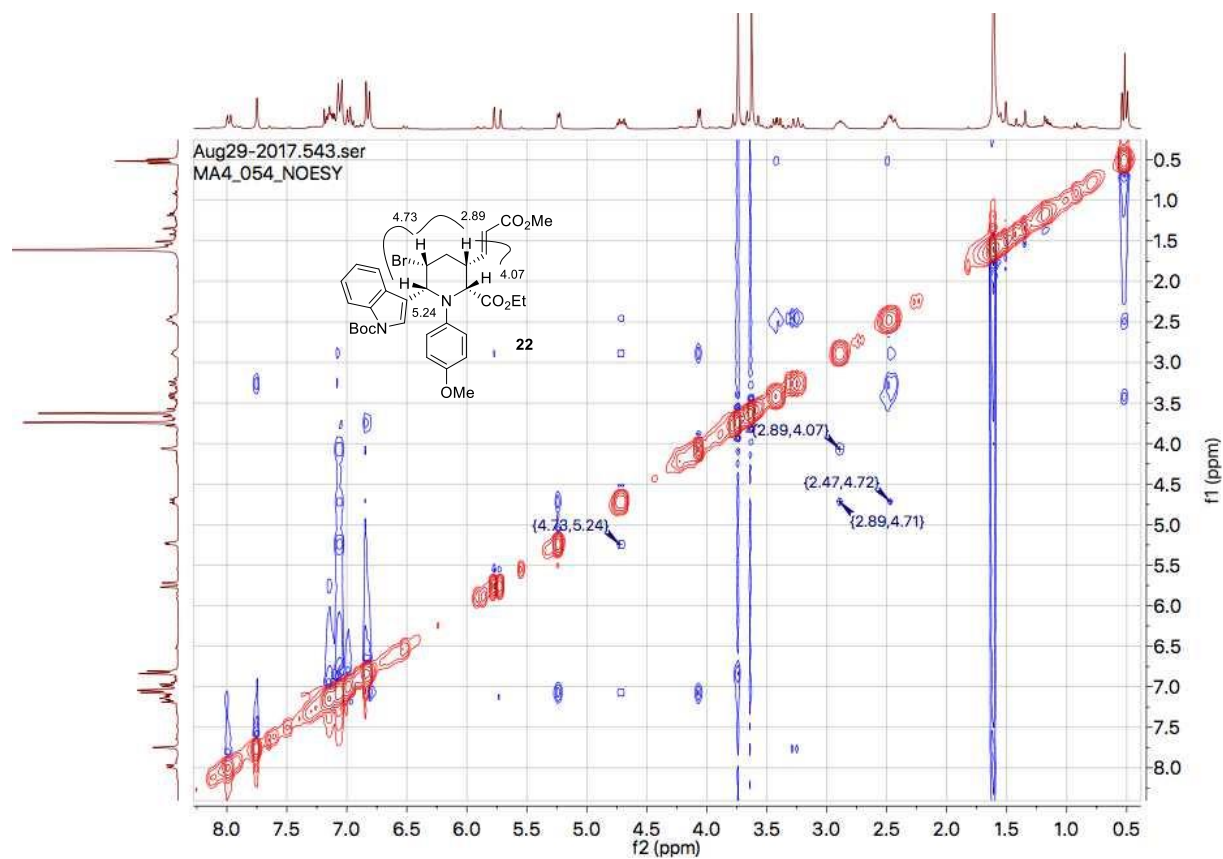 Aug29-2017.543.ser
MA4_054_NOESY
4.73
2.89
CO₂Me
H
H
Br
H
H
4.07
N
CO₂Et
5.24
BocN
22
OMe
{2.89,4.07}
{2.47,4.72}
{2.89,4.71}
{4.73,5.24}
0.5
1.0
1.5
2.0
2.5
3.0
3.5
4.0
4.5
5.0
5.5
6.0
6.5
7.0
7.5
8.0
f1 (ppm)
8.0 7.5 7.0 6.5 6.0 5.5 5.0 4.5 4.0 3.5 3.0 2.5 2.0 1.5 1.0 0.5
f2 (ppm)